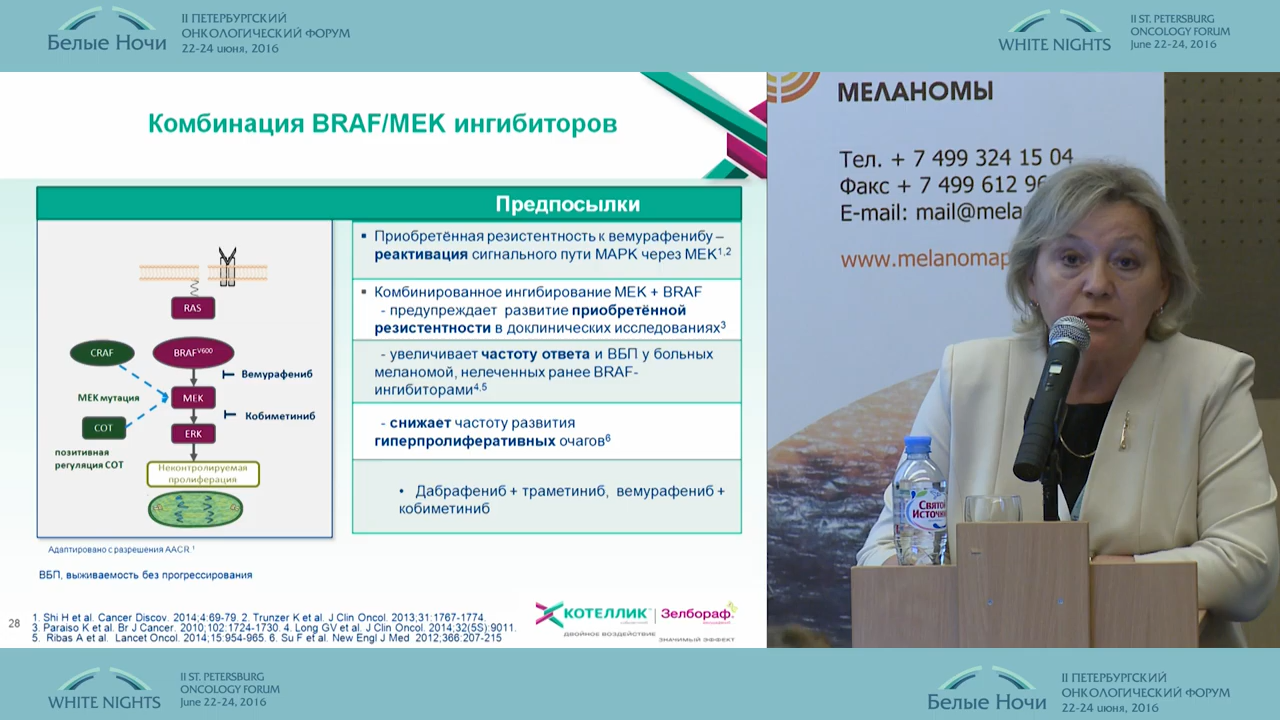 Белые Ночи
II ПЕТЕРБУРГСКИЙ
ОНКОЛОГИЧЕСКИЙ ФОРУМ
22-24 июня, 2016
WHITE NIGHTS
II ST. PETERSBURG
ONCOLOGY FORUM
June 22-24, 2016
Комбинация BRAF/MEK ингибиторов
Предпосылки
RAS
CRAF
BRAFV600
Вемурафениб
MEK мутация
MEK
Кобиметиниб
COT
ERK
позитивная
регуляция COT
Неконтролируемая
пролиферация
▪ Приобретённая резистентность к вемурафенибу –
реактивация сигнального пути МАРК через МЕК1,2
▪ Комбинированное ингибирование MEK + BRAF
- предупреждает развитие приобретённой
резистентности в доклинических исследованиях3
- увеличивает частоту ответа и ВБП у больных
меланомой, нелеченных ранее BRAF-
ингибиторами4,5
- снижает частоту развития
гиперпролиферативных очагов6
• Дабрафениб + траметиниб, вемурафениб +
кобиметиниб
Адаптировано с разрешения AACR.1
ВБП, выживаемость без прогрессирования
28
1. Shi H et al. Cancer Discov. 2014;4:69-79. 2. Trunzer K et al. J Clin Oncol. 2013;31:1767-1774.
3. Paraiso K et al. Br J Cancer. 2010;102:1724-1730. 4. Long GV et al. J Clin Oncol. 2014;32(5S):9011.
5. Ribas A et al. Lancet Oncol. 2014;15:954-965. 6. Su F et al. New Engl J Med 2012;366:207-215
КОТЕЛЛИК
Зелбораф
ДВОЙНОЕ ВОЗДЕЙСТВИЕ
ЗНАЧИМЫЙ ЭФФЕКТ
МЕЛАНОМЫ
Тел. + 7 499 324 15 04
Факс + 7 499 612 96
E-mail: mail@mela
www.melanomap
Святой
Источник
WHITE NIGHTS
II ST. PETERSBURG
ONCOLOGY FORUM
June 22-24, 2016
Белые Ночи
II ПЕТЕРБУРГСКИЙ
ОНКОЛОГИЧЕСКИЙ ФОРУМ
22-24 июня, 2016